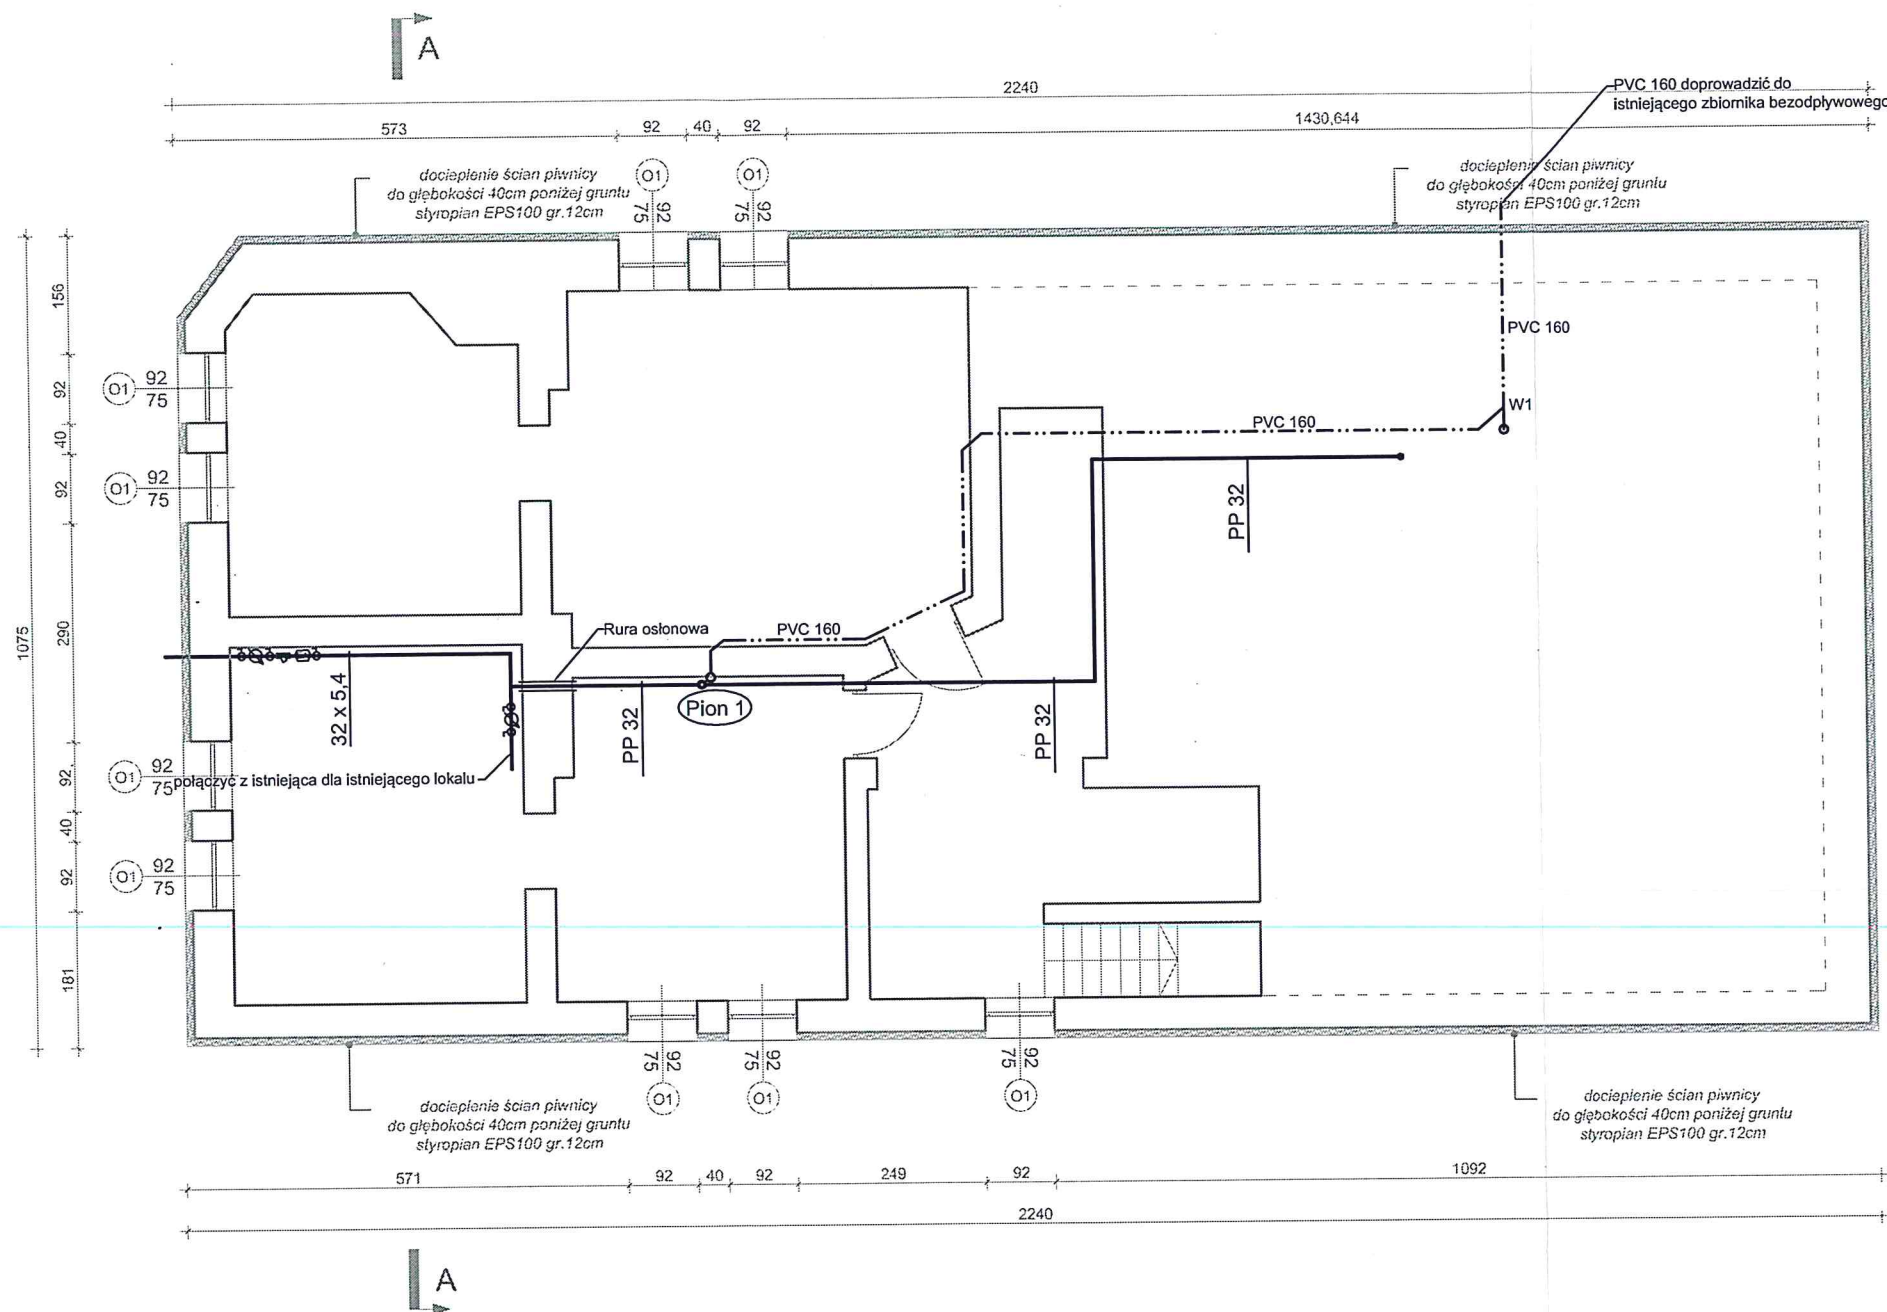 A
2240
PVC 160 doprowadzić do
istniejącego zbiornika bezodpływowego
573
92
40
92
1430,644
docieplenie ścian piwnicy
do głębokości 40cm poniżej gruntu
styropian EPS100 gr.12cm
O1
92
75
O1
92
75
docieplenie ścian piwnicy
do głębokości 40cm poniżej gruntu
styropian EPS100 gr.12cm
1075
156
92
40
92
290
92
40
92
181
O1
92
75
O1
92
75
O1
92
75
O1
92
75
PVC 160
W1
PVC 160
PP 32
Rura osłonowa
PVC 160
32 x 5,4
PP 32
Pion 1
PP 32
połączyć z istniejąca dla istniejącego lokalu
92
75
O1
92
75
O1
92
75
O1
docieplenie ścian piwnicy
do głębokości 40cm poniżej gruntu
styropian EPS100 gr.12cm
docieplenie ścian piwnicy
do głębokości 40cm poniżej gruntu
styropian EPS100 gr.12cm
571
92
40
92
249
92
1092
2240
A